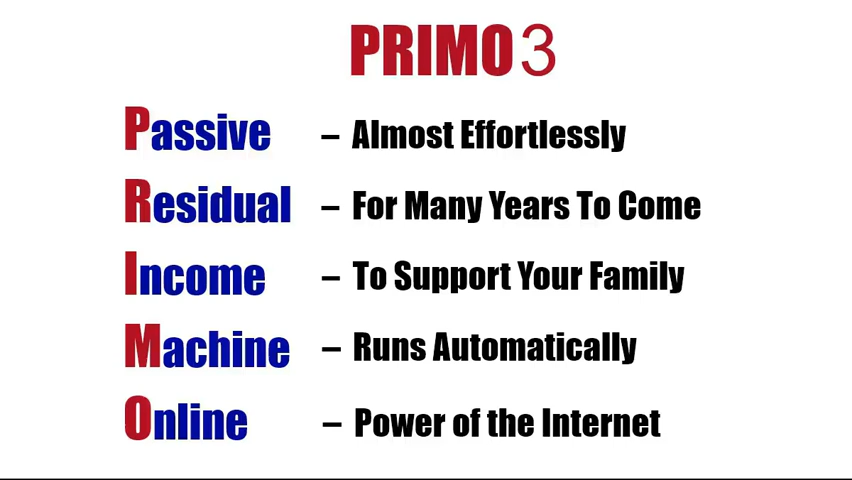 PRIMO 3
Passive – Almost Effortlessly
Residual – For Many Years To Come
Income – To Support Your Family
Machine – Runs Automatically
Online – Power of the Internet